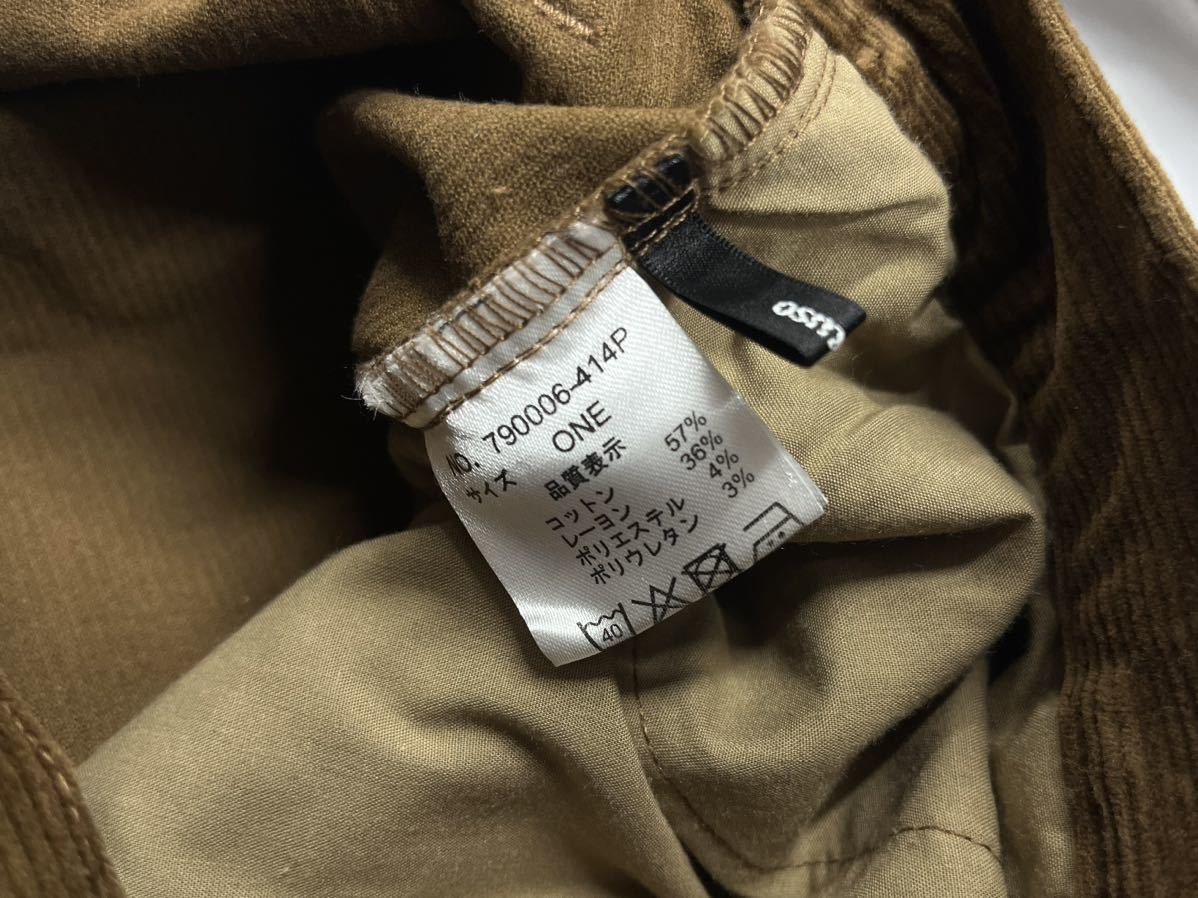 NO. 790006-414P
サイズ ONE
品質表示
コットン 57%
レーヨン 36%
ポリエステル 4%
ポリウレタン 3%
40